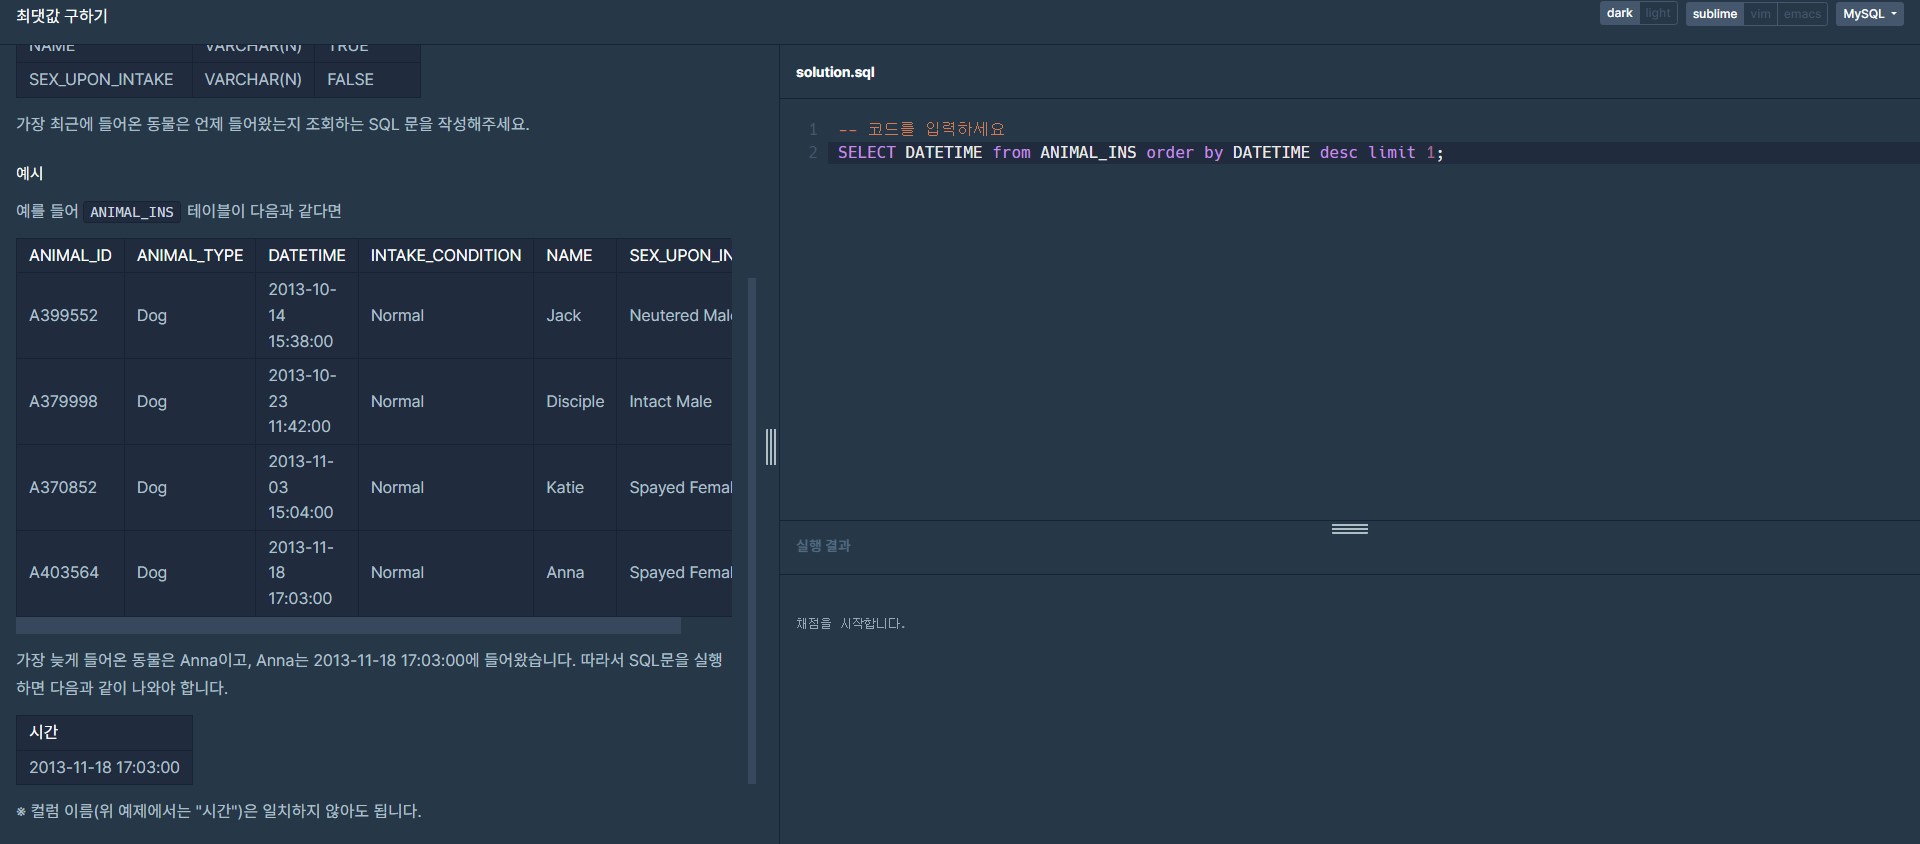 최댓값 구하기
dark light sublime vim emacs MySQL
NAME VARCHAR(N) TRUE
SEX_UPON_INTAKE VARCHAR(N) FALSE
가장 최근에 들어온 동물은 언제 들어왔는지 조회하는 SQL 문을 작성해주세요.
예시
예를 들어 ANIMAL_INS 테이블이 다음과 같다면
ANIMAL_ID ANIMAL_TYPE DATETIME INTAKE_CONDITION NAME SEX_UPON_IN
2013-10-
A399552 Dog 14 Normal Jack Neutered Male
15:38:00
2013-10-
A379998 Dog 23 Normal Disciple Intact Male
11:42:00
2013-11-
A370852 Dog 03 Normal Katie Spayed Femal
15:04:00
2013-11-
A403564 Dog 18 Normal Anna Spayed Femal
17:03:00
가장 늦게 들어온 동물은 Anna이고, Anna는 2013-11-18 17:03:00에 들어왔습니다. 따라서 SQL문을 실행
하면 다음과 같이 나와야 합니다.
시간
2013-11-18 17:03:00
※ 컬럼 이름(위 예제에서는 "시간")은 일치하지 않아도 됩니다.
solution.sql
1 -- 코드를 입력하세요
2 SELECT DATETIME from ANIMAL_INS order by DATETIME desc limit 1;
실행 결과
채점을 시작합니다.